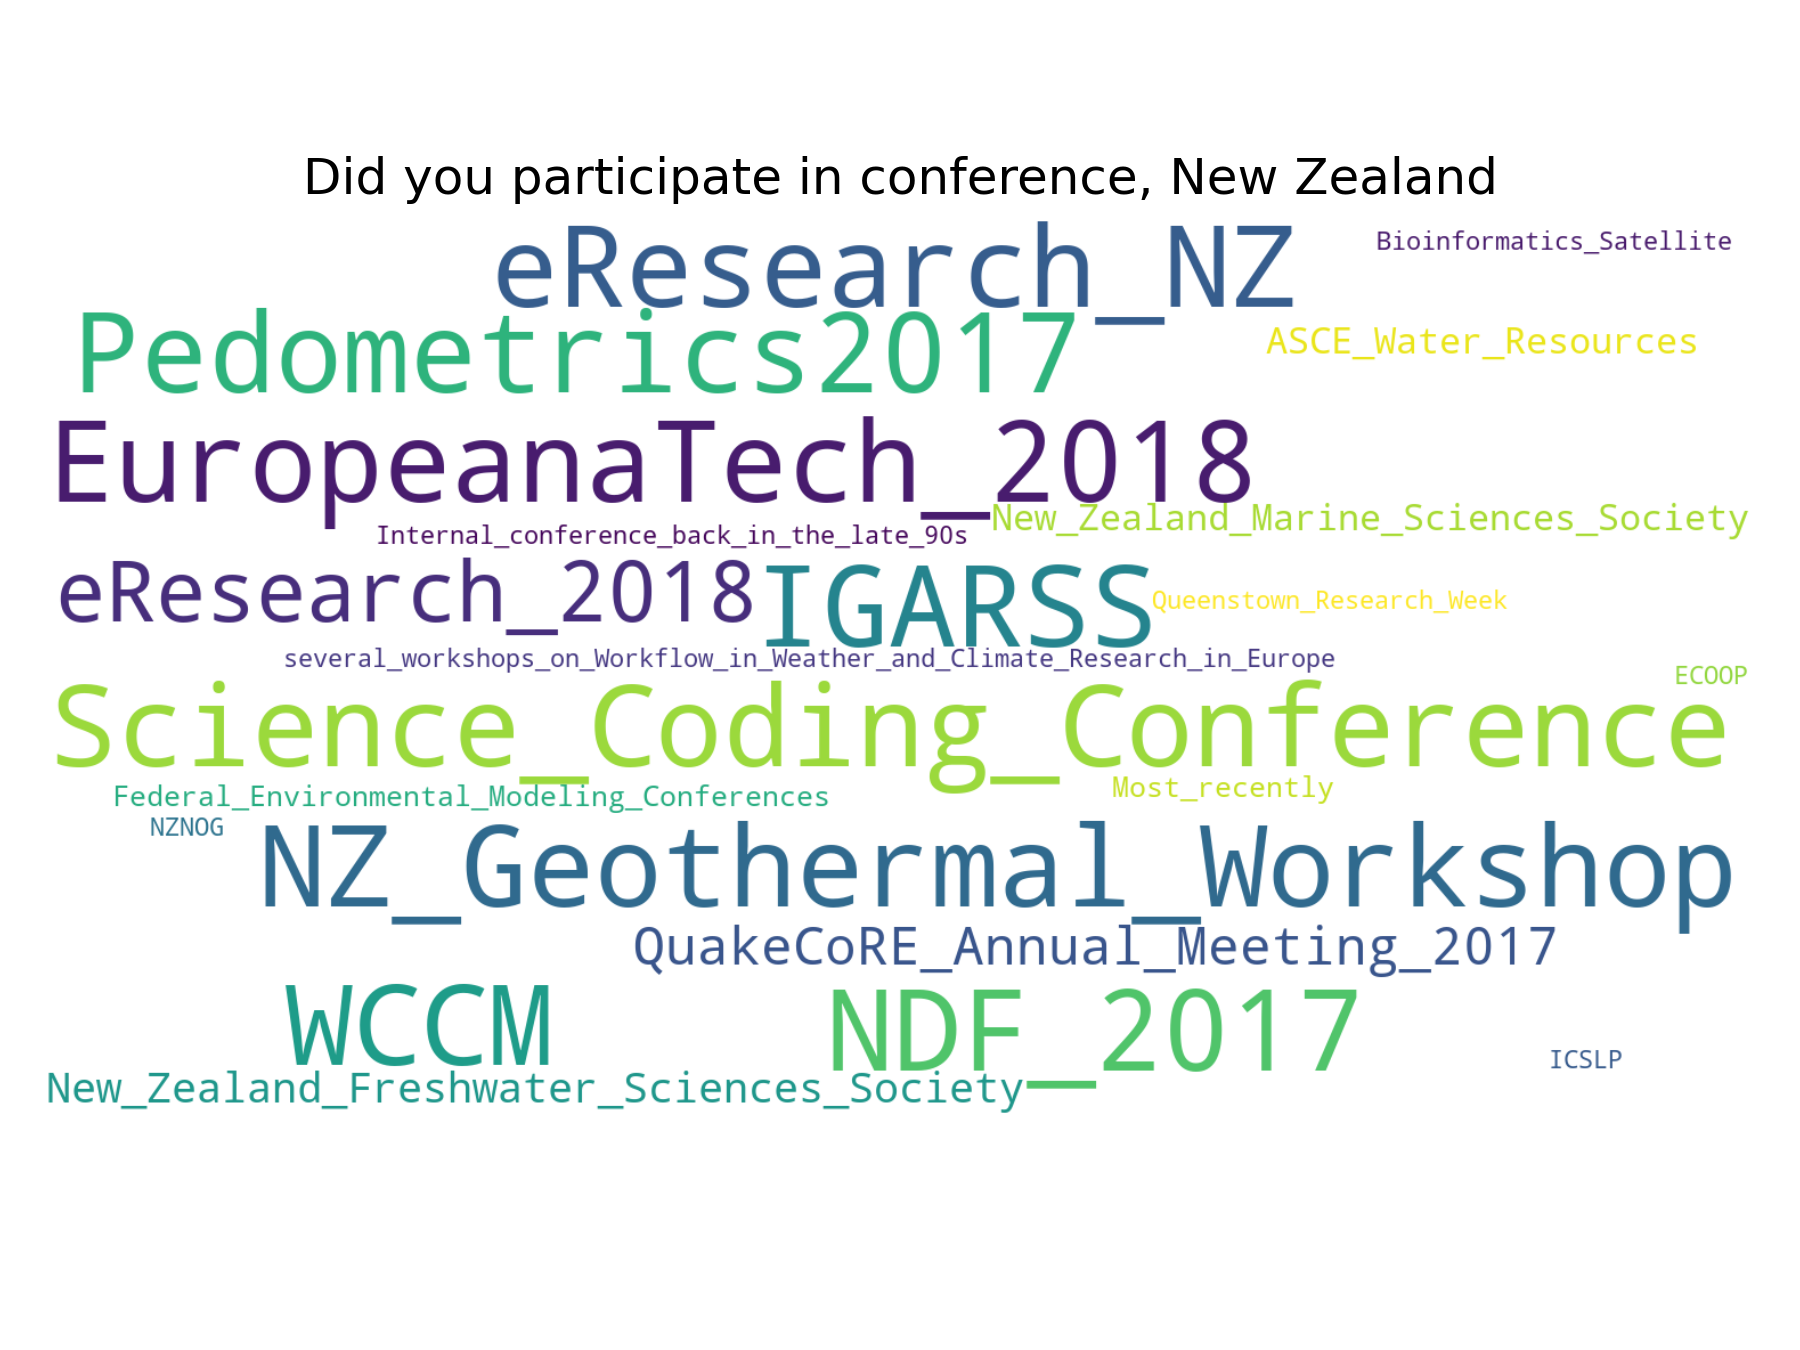 Did you participate in conference, New Zealand
eResearch_NZ
Bioinformatics_Satellite
Pedometrics2017
ASCE_Water_Resources
EuropeanaTech_2018
New_Zealand_Marine_Sciences_Society
Internal_conference_back_in_the_late_90s
eResearch_2018
IGARSS
Queenstown_Research_Week
several_workshops_on_Workflow_in_Weather_and_Climate_Research_in_Europe
ECOOP
Science_Coding_Conference
Federal_Environmental_Modeling_Conferences
Most_recently
NZNOG
NZ_Geothermal_Workshop
QuakeCoRE_Annual_Meeting_2017
WCCM
NDF_2017
ICSLP
New_Zealand_Freshwater_Sciences_Society